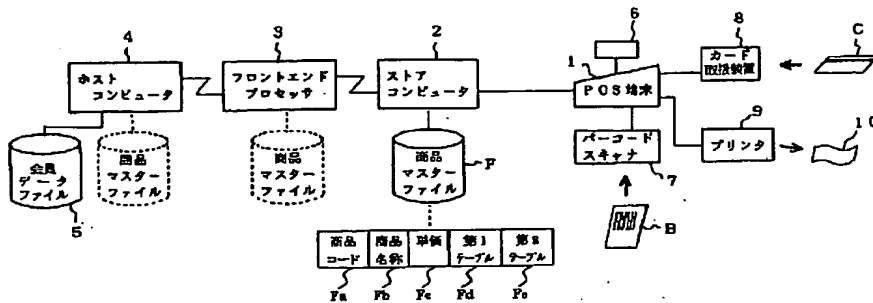 4
3
2
6
1
8
C
ホスト
コンピュータ
フロントエンド
プロセッサ
ストア
コンピュータ
POS端末
カード
取扱装置
9
10
会員
データ
ファイル
商品
マスター
ファイル
商品
マスター
ファイル
商品
マスター
ファイル
F
バーコード
スキャナ
プリンタ
5
7
B
商品
コード
商品
名称
単価
第1
テーブル
第2
テーブル
Fa
Fb
Fc
Fd
Fe